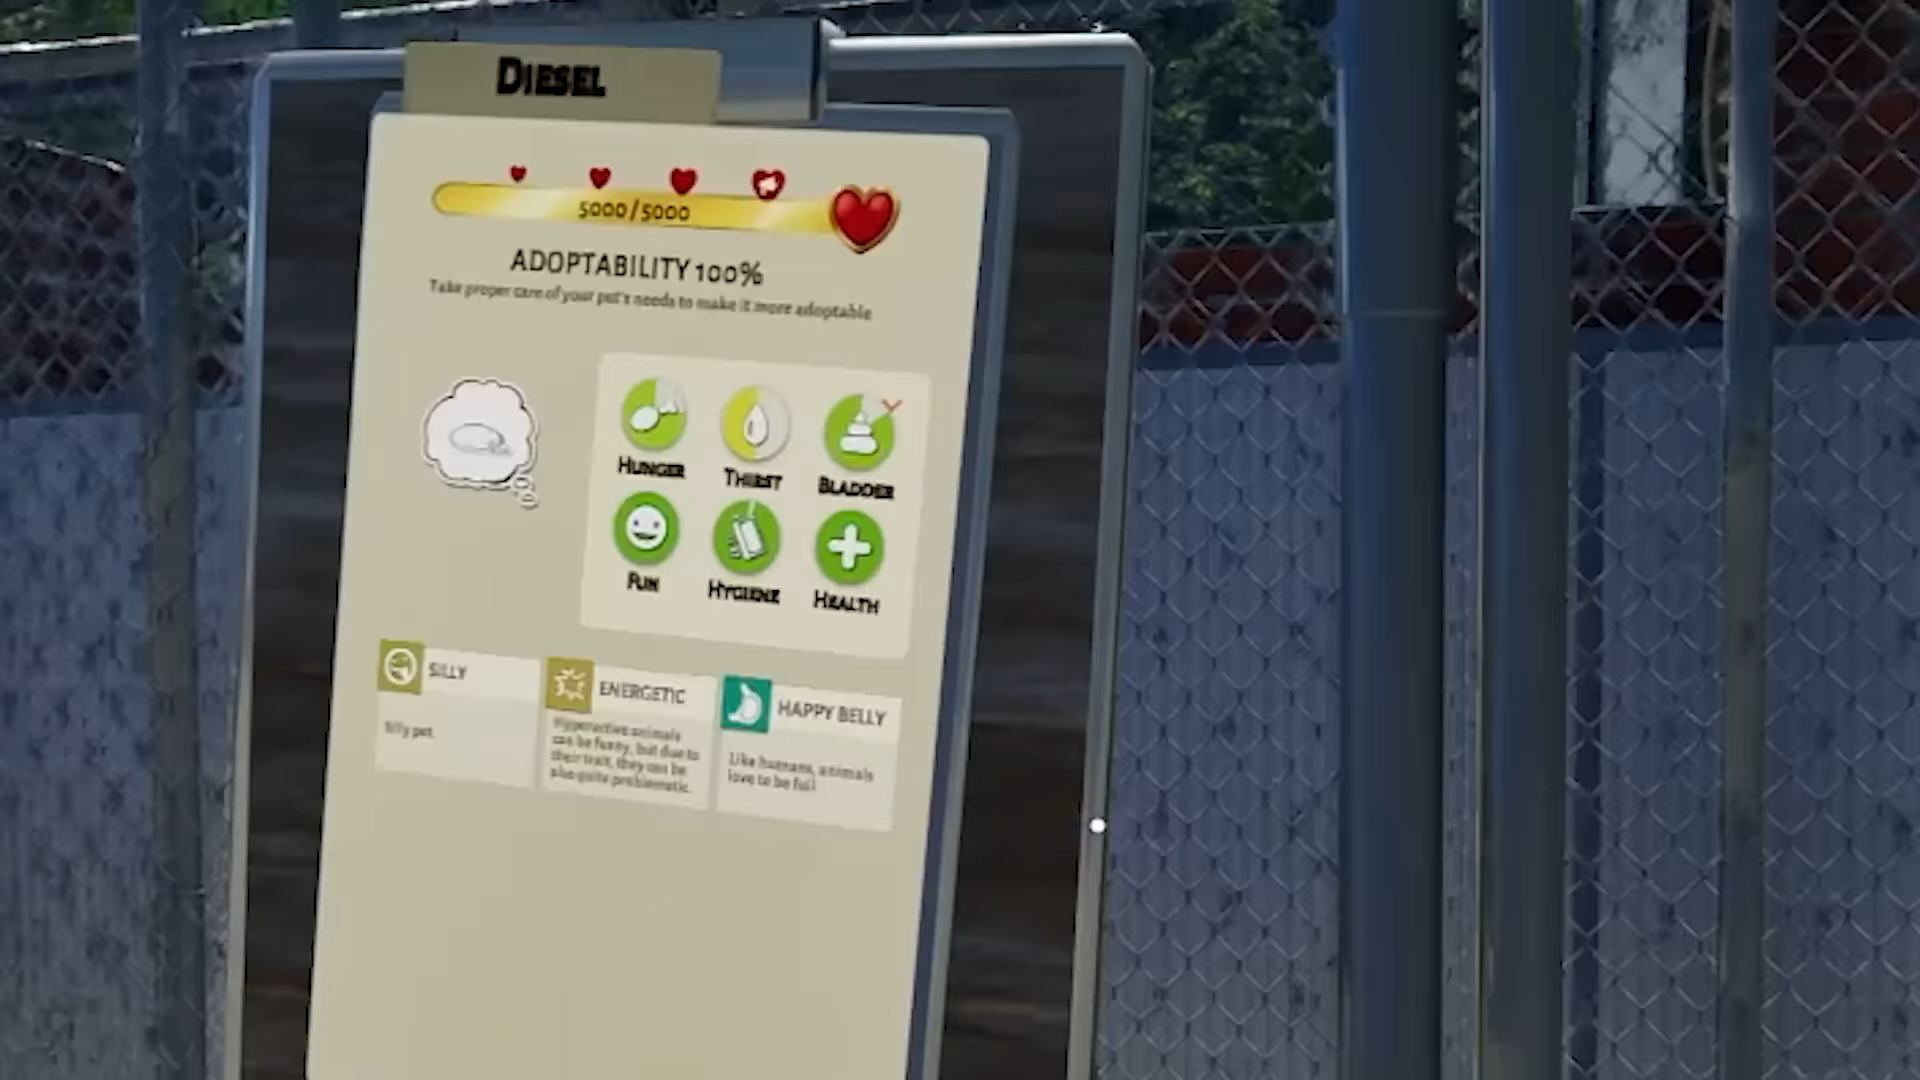 DIESEL
5000/5000
ADOPTABILITY 100%
Take proper care of your pet's needs to make it more adoptable
HUNGER
THIRST
BLADDER
FUN
HYGIENE
HEALTH
SILLY
Silly pet.
ENERGETIC
Hyperactive animals
can be funny, but due to
their trait, they can be
also quite problematic.
HAPPY BELLY
Like humans, animals
love to be full